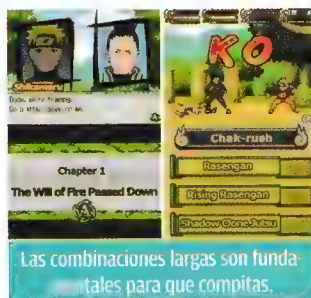 Shikamaru
KO
Chak-rush
Rasengan
Rising Rasengan
Shadow Clone Jutsu
Chapter 1
The Will of Fire Passed Down
Las combinaciones largas son funda-
mentales para que compitas.